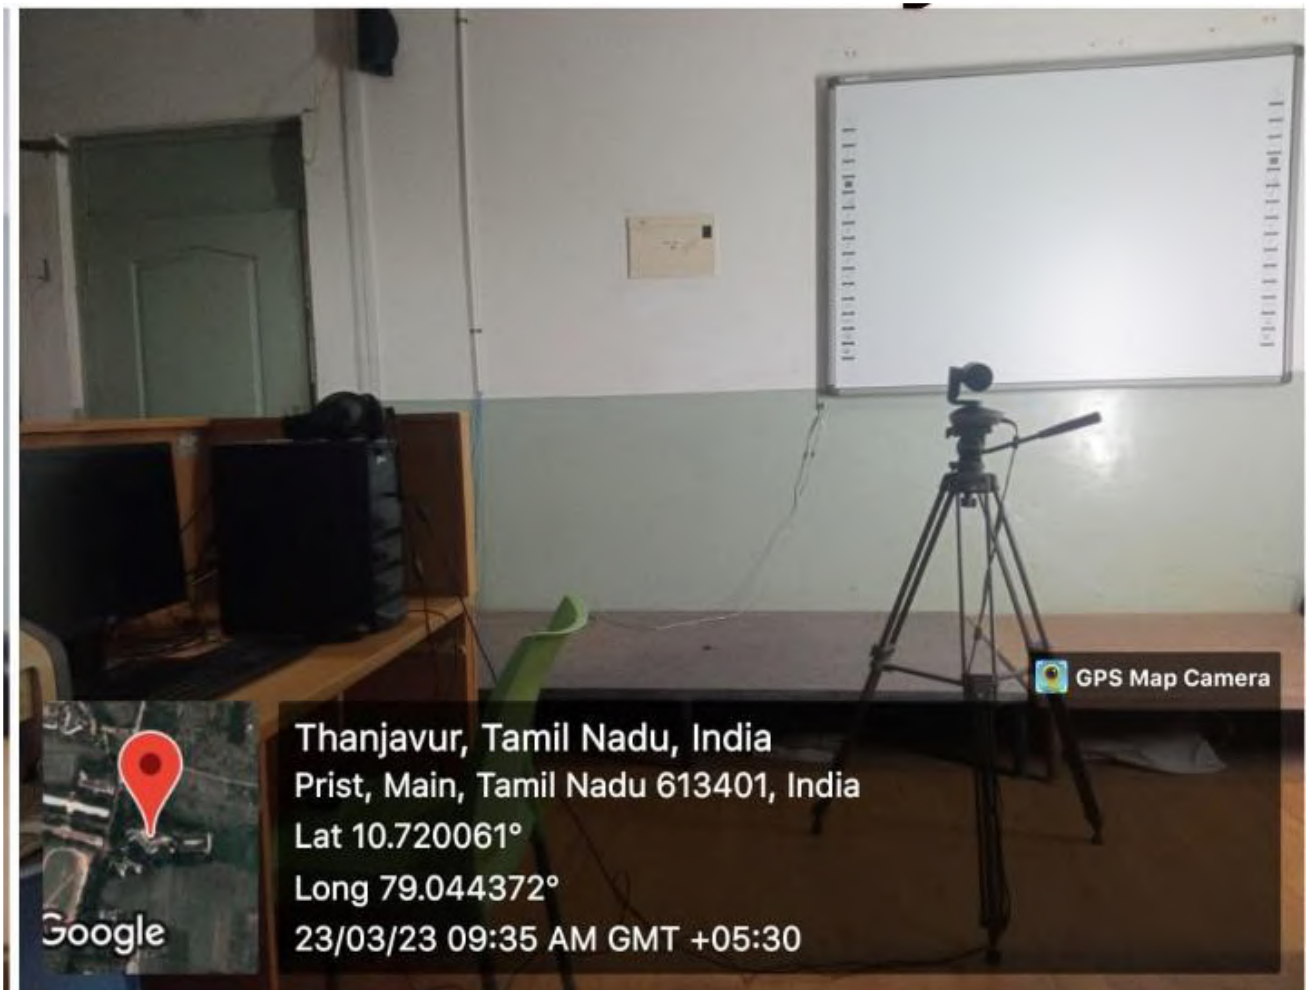 GPS Map Camera
Thanjavur, Tamil Nadu, India
Prist, Main, Tamil Nadu 613401, India
Lat 10.720061°
Long 79.044372°
23/03/23 09:35 AM GMT +05:30
Google